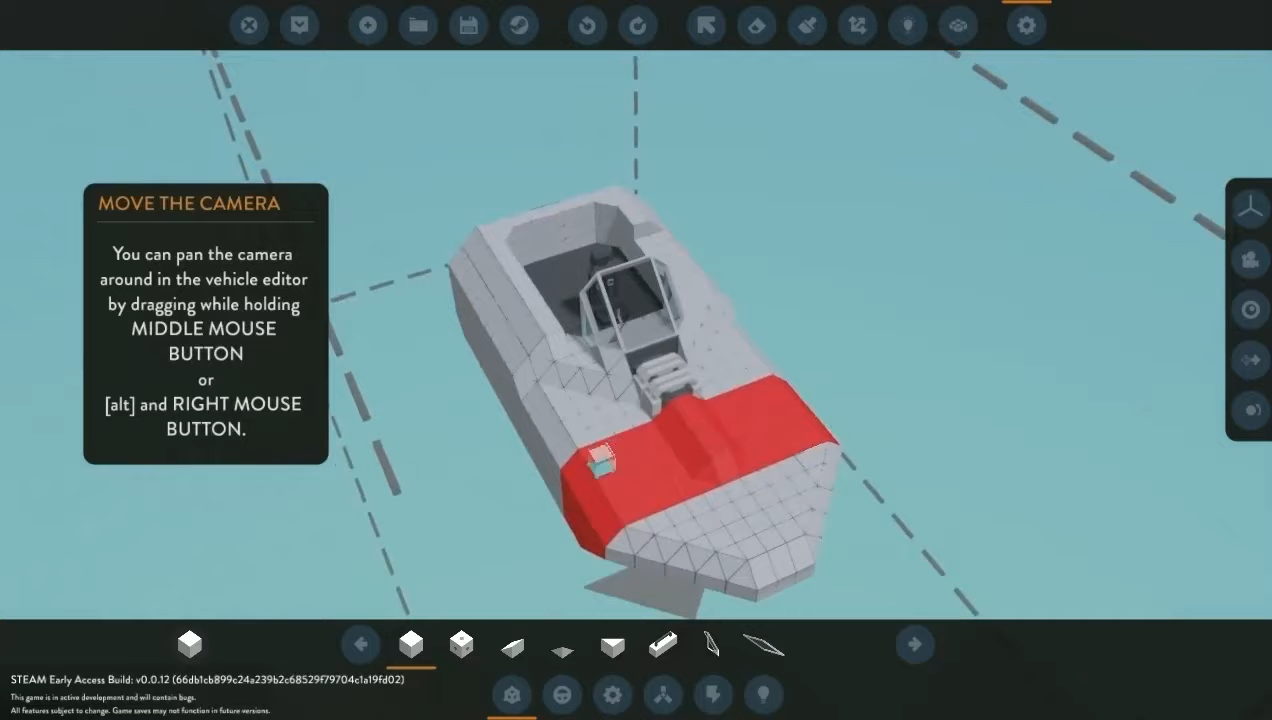 MOVE THE CAMERA
You can pan the camera
around in the vehicle editor
by dragging while holding
MIDDLE MOUSE
BUTTON
or
[alt] and RIGHT MOUSE
BUTTON.
STEAM Early Access Build: v0.0.12 (66db1cb899c24a239b2c68529f79704c1a19fd02)
This game is in active development and will contain bugs.
All features subject to change. Game saves may not function in future versions.